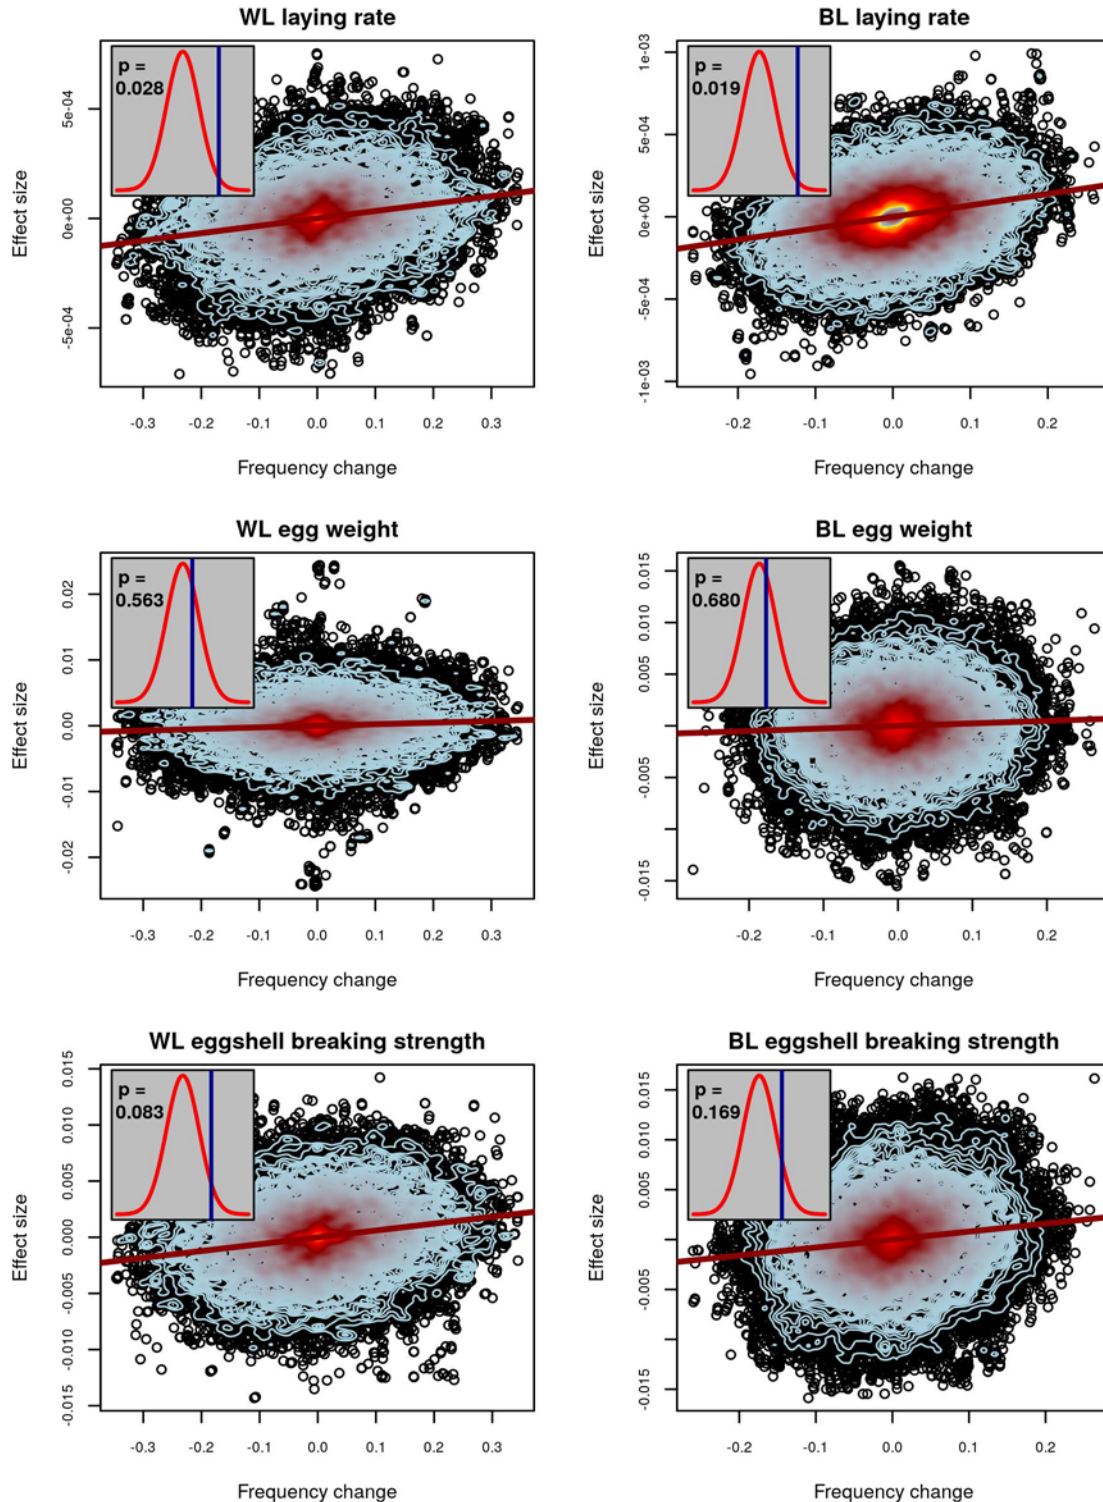 WL laying rate
p =
0.028
Effect size
5e-04
0e+00
-5e-04
-0.3 -0.2 -0.1 0.0 0.1 0.2 0.3
Frequency change
BL laying rate
p =
0.019
Effect size
1e-03
5e-04
0e+00
-5e-04
-1e-03
-0.2 -0.1 0.0 0.1 0.2
Frequency change
WL egg weight
p =
0.563
Effect size
0.02
0.01
0.00
-0.01
-0.02
-0.3 -0.2 -0.1 0.0 0.1 0.2 0.3
Frequency change
BL egg weight
p =
0.680
Effect size
0.015
0.010
0.005
-0.005
-0.015
-0.2 -0.1 0.0 0.1 0.2
Frequency change
WL eggshell breaking strength
p =
0.083
Effect size
0.015
0.010
0.005
0.000
-0.005
-0.010
-0.015
-0.3 -0.2 -0.1 0.0 0.1 0.2 0.3
Frequency change
BL eggshell breaking strength
p =
0.169
Effect size
0.015
0.010
0.005
-0.005
-0.015
-0.2 -0.1 0.0 0.1 0.2
Frequency change